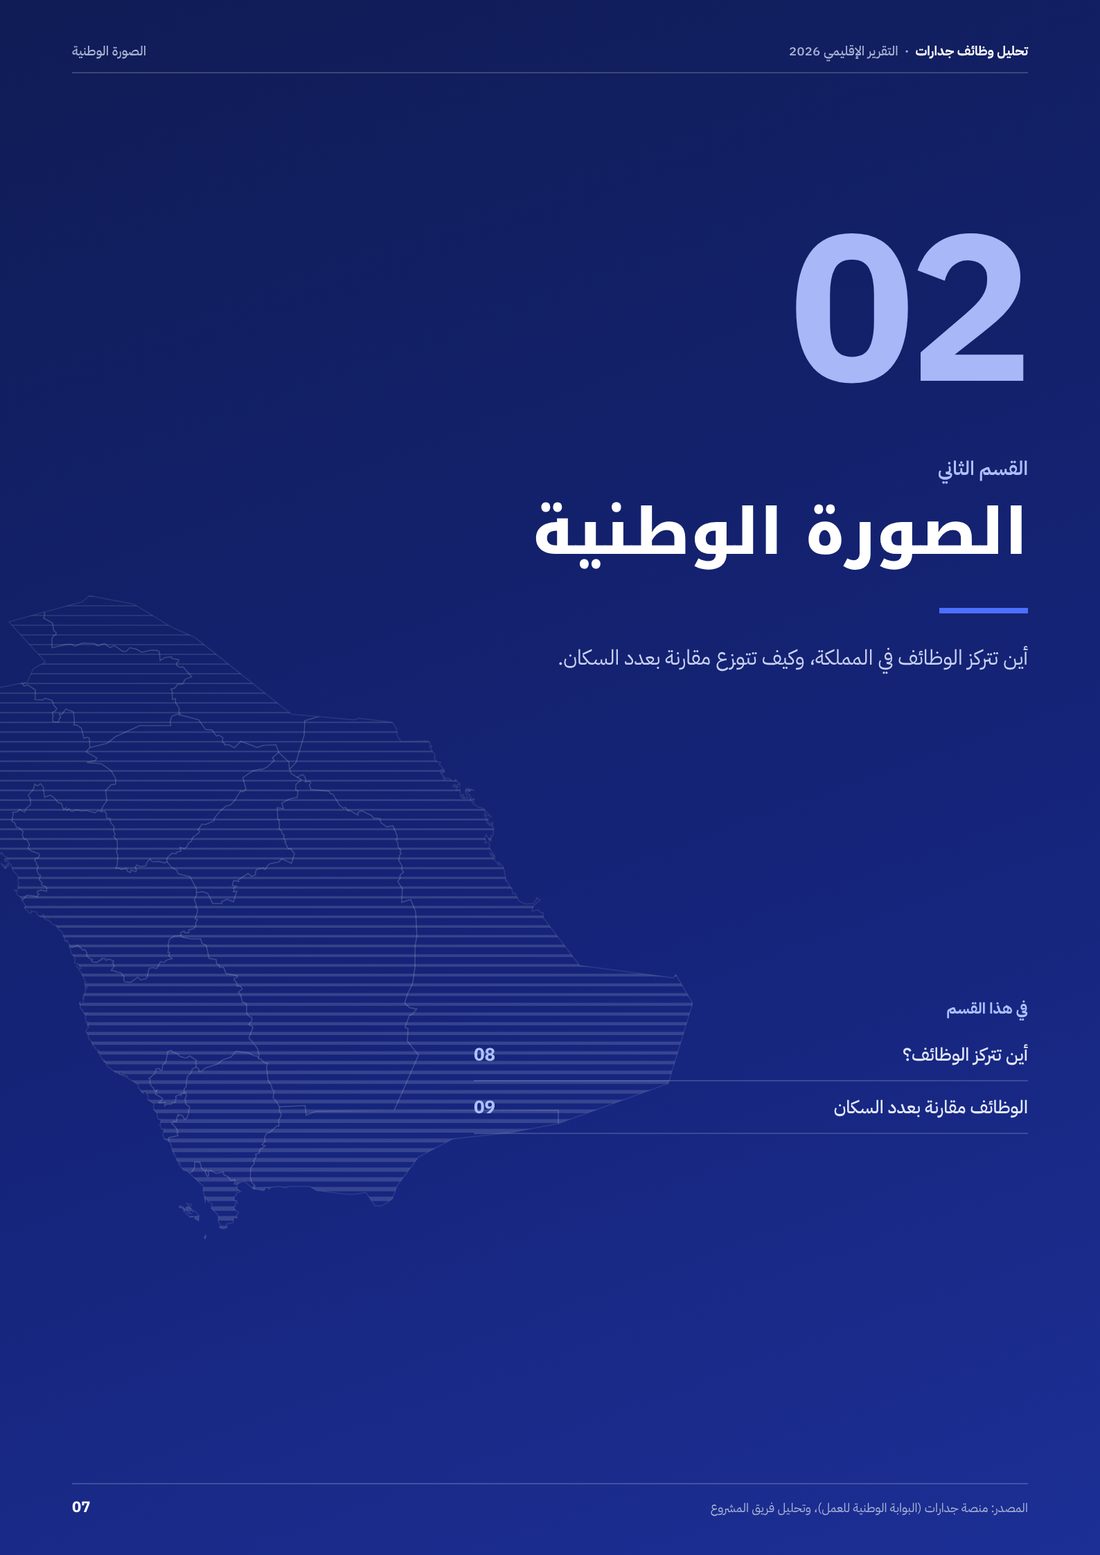 تحليل وظائف جدارات · التقرير الإقليمي 2026
الصورة الوطنية
02
القسم الثاني
الصورة الوطنية
أين تتركز الوظائف في المملكة، وكيف تتوزع مقارنة بعدد السكان.
في هذا القسم
أين تتركز الوظائف؟ 08
الوظائف مقارنة بعدد السكان 09
المصدر: منصة جدارات (البوابة الوطنية للعمل)، وتحليل فريق المشروع
07